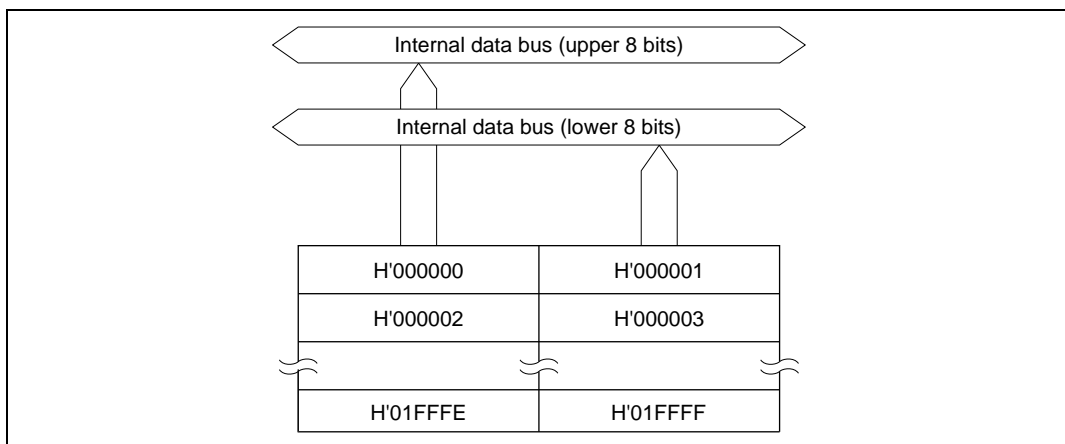 Internal data bus (upper 8 bits)
Internal data bus (lower 8 bits)
H'000000 H'000001
H'000002 H'000003
H'01FFFE H'01FFFF